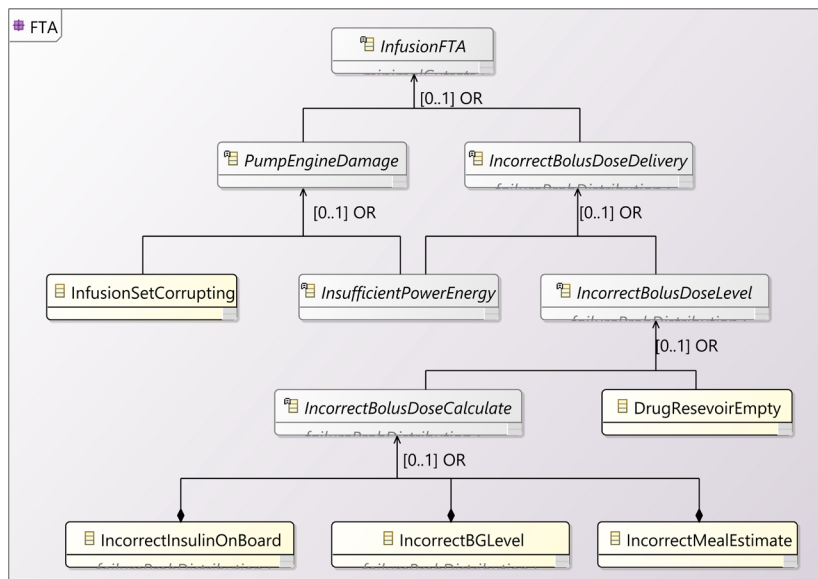 FTA
InfusionFTA
[0..1] OR
PumpEngineDamage
IncorrectBolusDoseDelivery
[0..1] OR
[0..1] OR
InfusionSetCorrupting
InsufficientPowerEnergy
IncorrectBolusDoseLevel
[0..1] OR
IncorrectBolusDoseCalculate
DrugResevoirEmpty
[0..1] OR
IncorrectInsulinOnBoard
IncorrectBGLevel
IncorrectMealEstimate